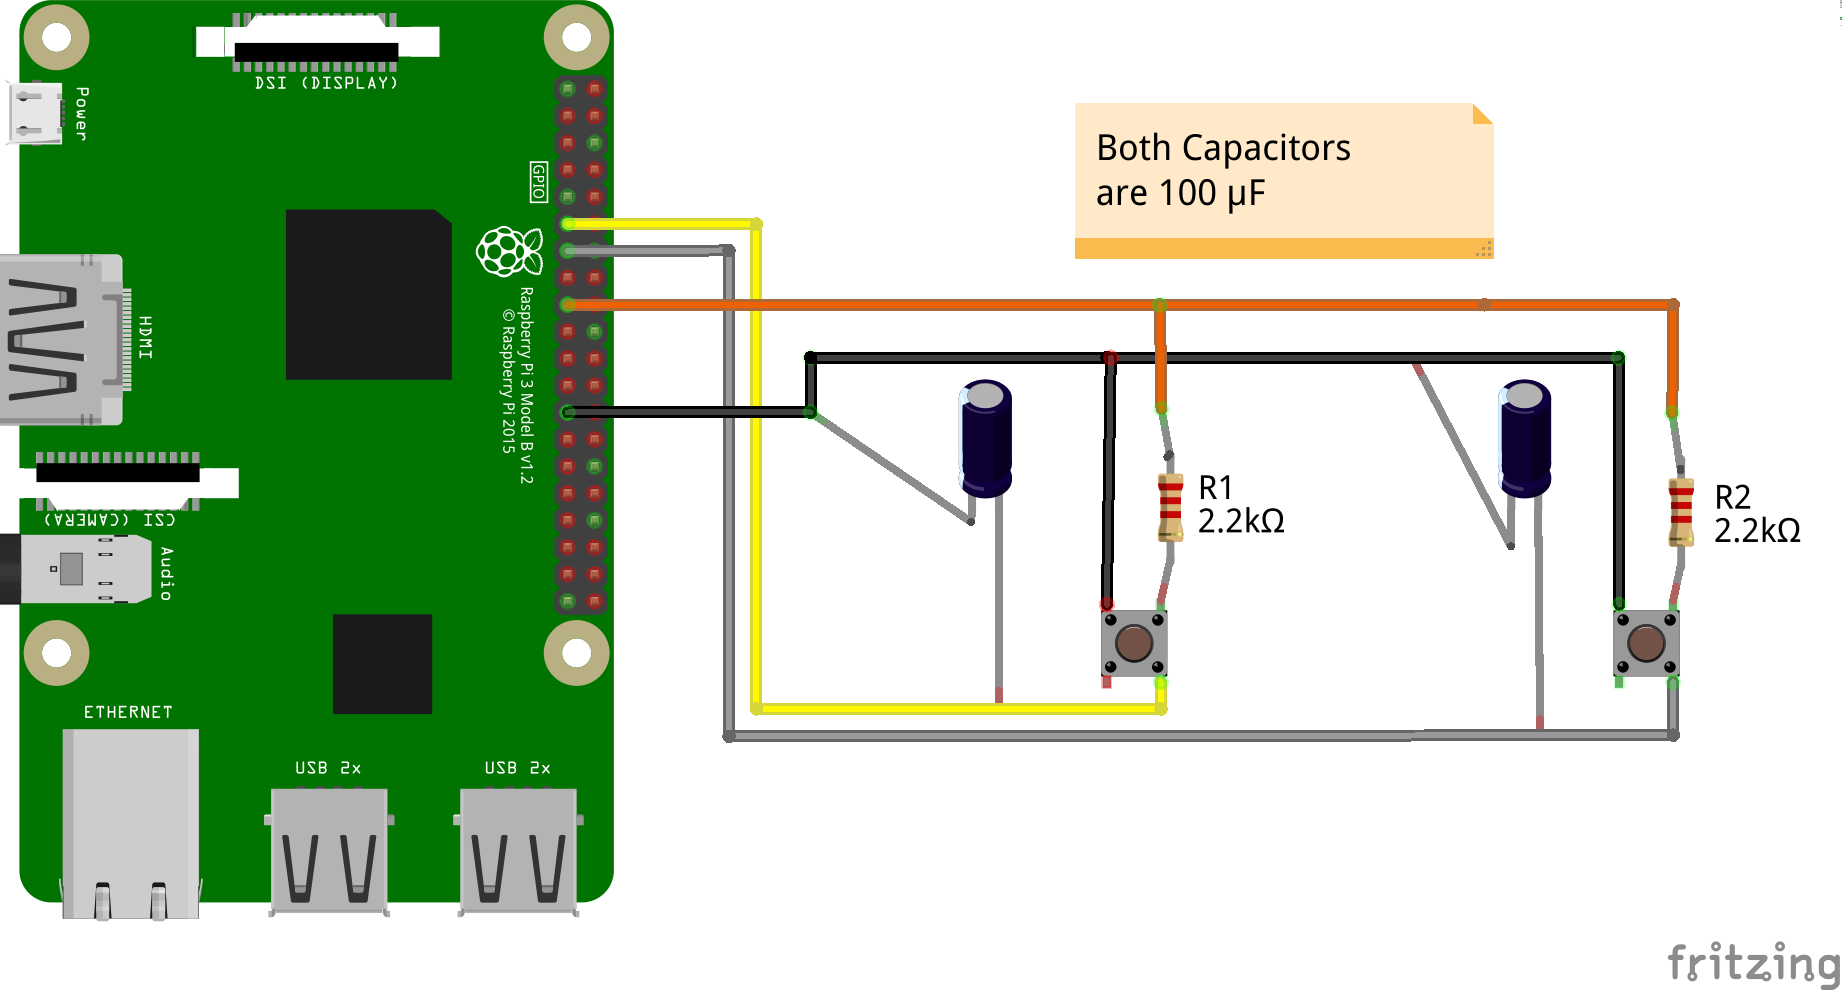 DSI (DISPLAY)
Power
GPIO
Both Capacitors
are 100 µF
HDMI
Raspberry Pi 3 Model B v1.2
© Raspberry Pi 2015
R1
2.2kΩ
R2
2.2kΩ
CSI (CAMERA)
Audio
ETHERNET
USB 2x
USB 2x
fritzing